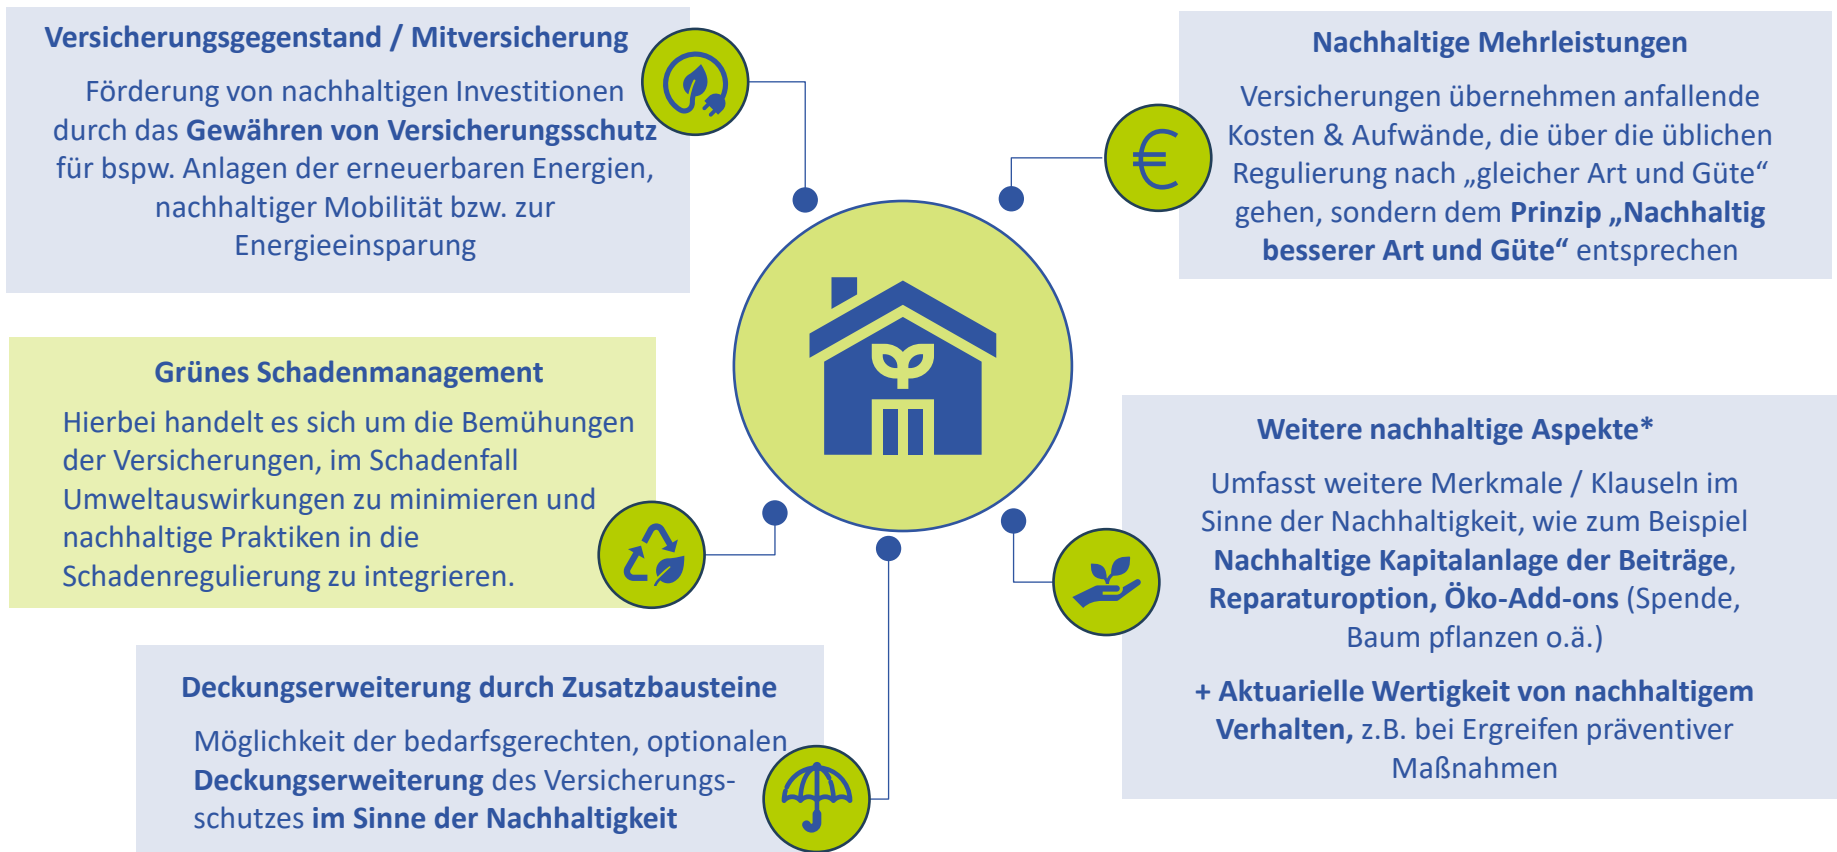 Versicherungsgegenstand / Mitversicherung
Förderung von nachhaltigen Investitionen
durch das Gewähren von Versicherungsschutz
für bspw. Anlagen der erneuerbaren Energien,
nachhaltiger Mobilität bzw. zur
Energieeinsparung
Nachhaltige Mehrleistungen
Versicherungen übernehmen anfallende
Kosten & Aufwände, die über die üblichen
Regulierung nach „gleicher Art und Güte“
gehen, sondern dem Prinzip „Nachhaltig
besserer Art und Güte“ entsprechen
€
Grünes Schadenmanagement
Hierbei handelt es sich um die Bemühungen
der Versicherungen, im Schadenfall
Umweltauswirkungen zu minimieren und
nachhaltige Praktiken in die
Schadenregulierung zu integrieren.
Weitere nachhaltige Aspekte*
Umfasst weitere Merkmale / Klauseln im
Sinne der Nachhaltigkeit, wie zum Beispiel
Nachhaltige Kapitalanlage der Beiträge,
Reparaturoption, Öko-Add-ons (Spende,
Baum pflanzen o.ä.)
+ Aktuarielle Wertigkeit von nachhaltigem
Verhalten, z.B. bei Ergreifen präventiver
Maßnahmen
Deckungserweiterung durch Zusatzbausteine
Möglichkeit der bedarfsgerechten, optionalen
Deckungserweiterung des Versicherungs-
schutzes im Sinne der Nachhaltigkeit